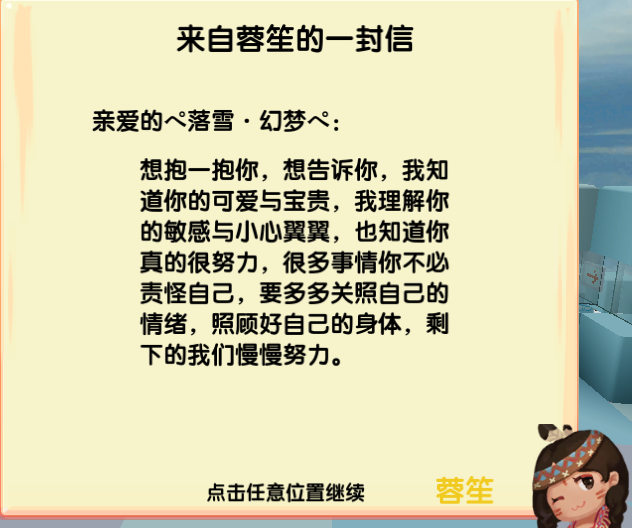 来自蓉笙的一封信
亲爱的ぺ落雪·幻梦ぺ：
想抱一抱你，想告诉你，我知
道你的可爱与宝贵，我理解你
的敏感与小心翼翼，也知道你
真的很努力，很多事情你不必
责怪自己，要多多关照自己的
情绪，照顾好自己的身体，剩
下的我们慢慢努力。
点击任意位置继续
蓉笙